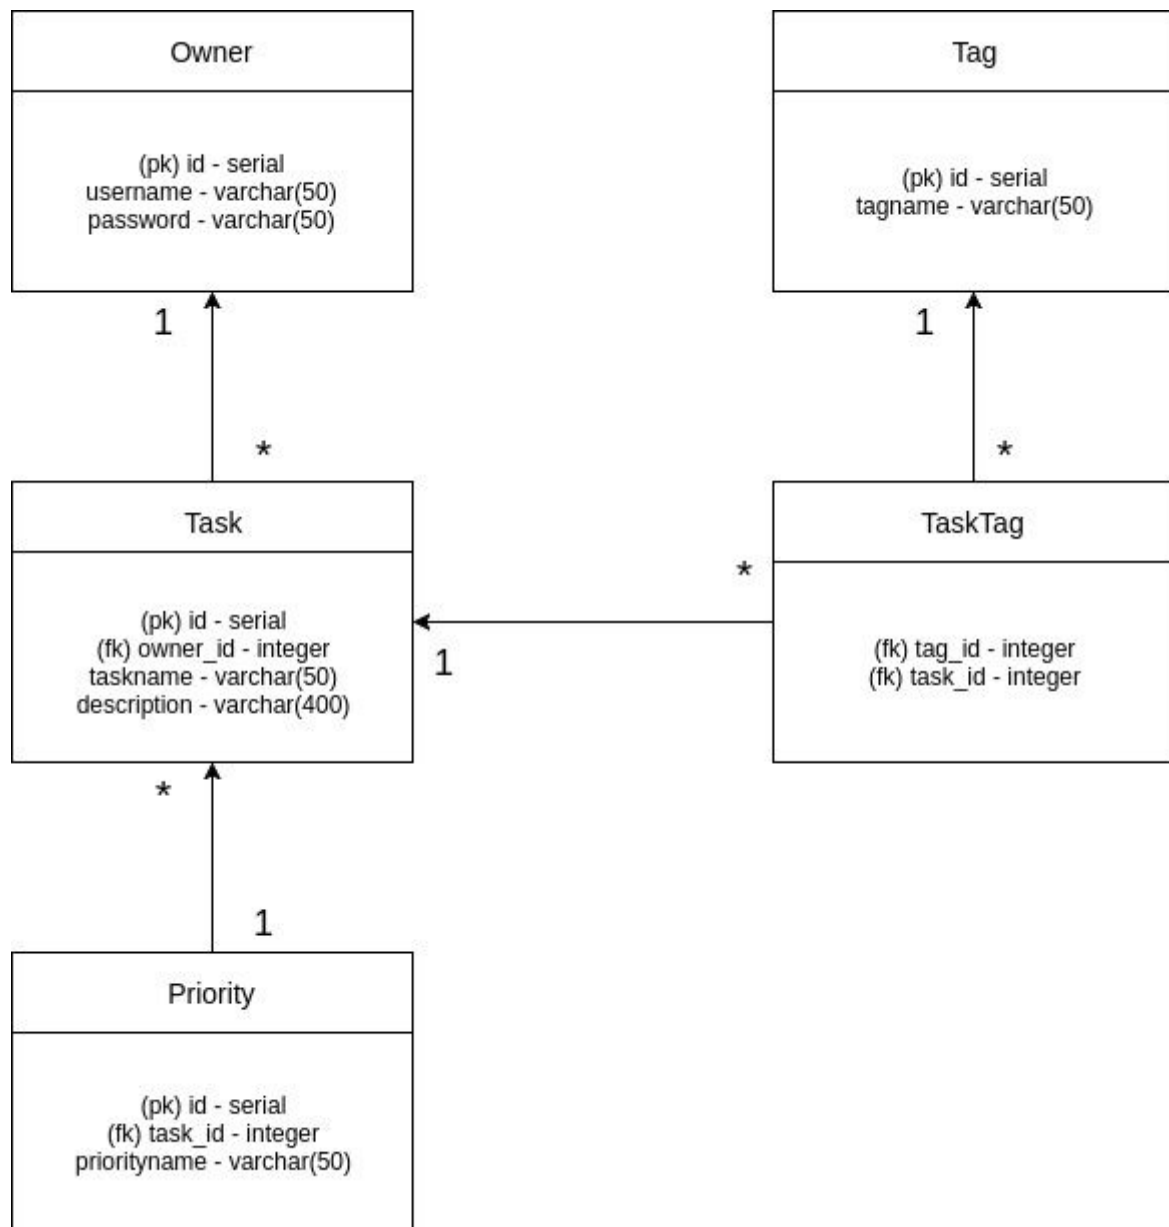 Owner
(pk) id - serial
username - varchar(50)
password - varchar(50)
Tag
(pk) id - serial
tagname - varchar(50)
1
1
*
*
Task
(pk) id - serial
(fk) owner_id - integer
taskname - varchar(50)
description - varchar(400)
TaskTag
(fk) tag_id - integer
(fk) task_id - integer
*
1
*
1
Priority
(pk) id - serial
(fk) task_id - integer
priorityname - varchar(50)